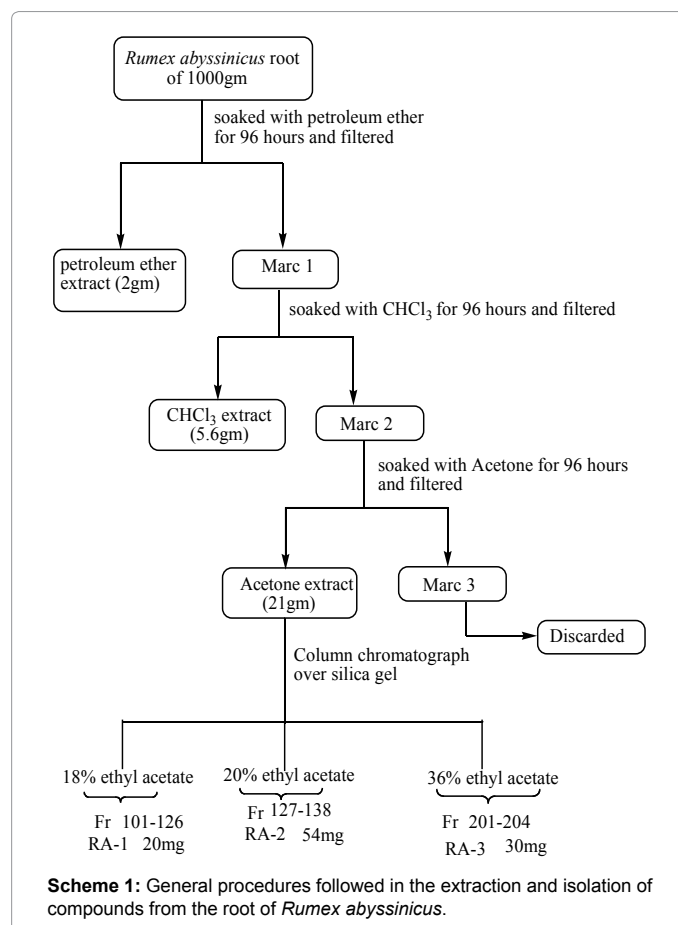 Rumex abyssinicus root
of 1000gm
soaked with petroleum ether
for 96 hours and filtered
petroleum ether
extract (2gm)
Marc 1
soaked with CHCl₃ for 96 hours and filtered
CHCl₃ extract
(5.6gm)
Marc 2
soaked with Acetone for 96 hours
and filtered
Acetone extract
(21gm)
Marc 3
Discarded
Column chromatograph
over silica gel
18% ethyl acetate
Fr 101-126
RA-1 20mg
20% ethyl acetate
Fr 127-138
RA-2 54mg
36% ethyl acetate
Fr 201-204
RA-3 30mg
Scheme 1: General procedures followed in the extraction and isolation of
compounds from the root of Rumex abyssinicus.